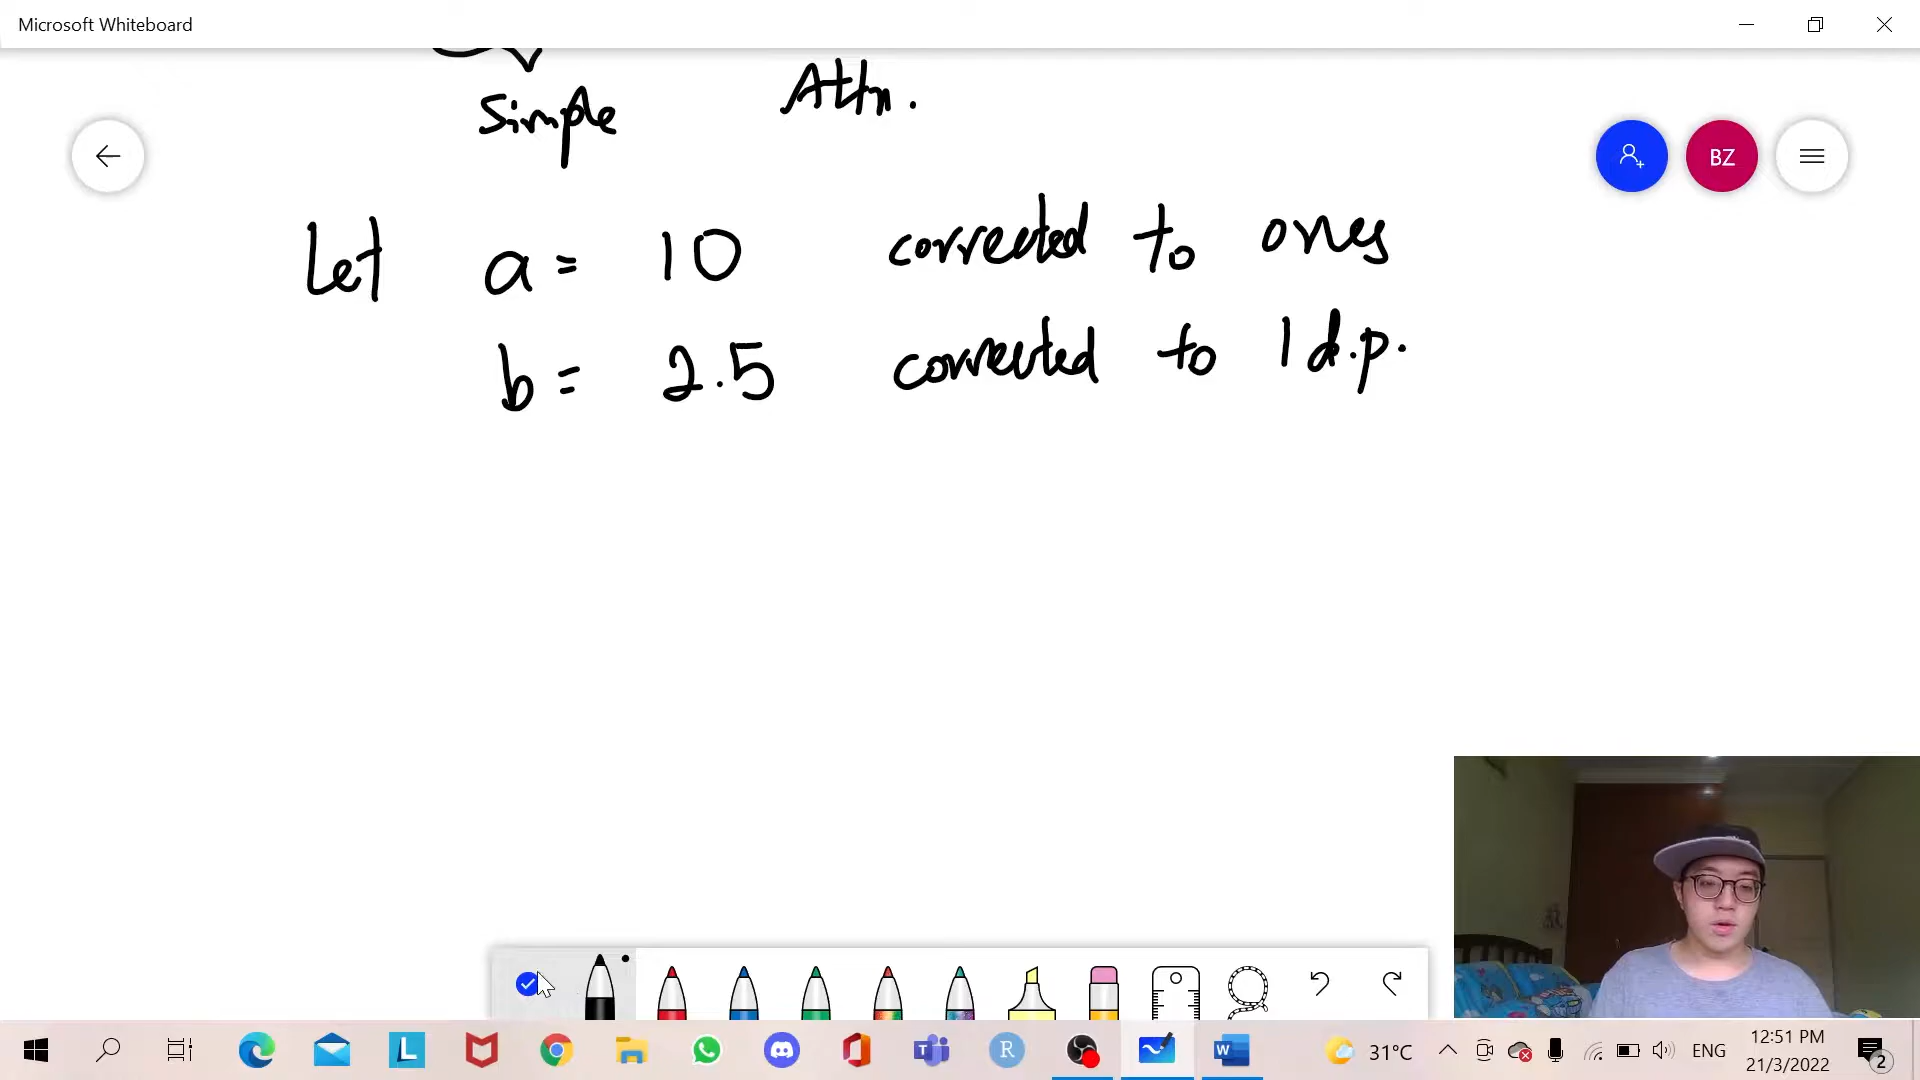 Microsoft Whiteboard
Simple Attn.
BZ
Let a = 10 corrected to ones
b = 2.5 corrected to 1 d.p.
L
R
W
31°C
ENG
12:51 PM
21/3/2022
2